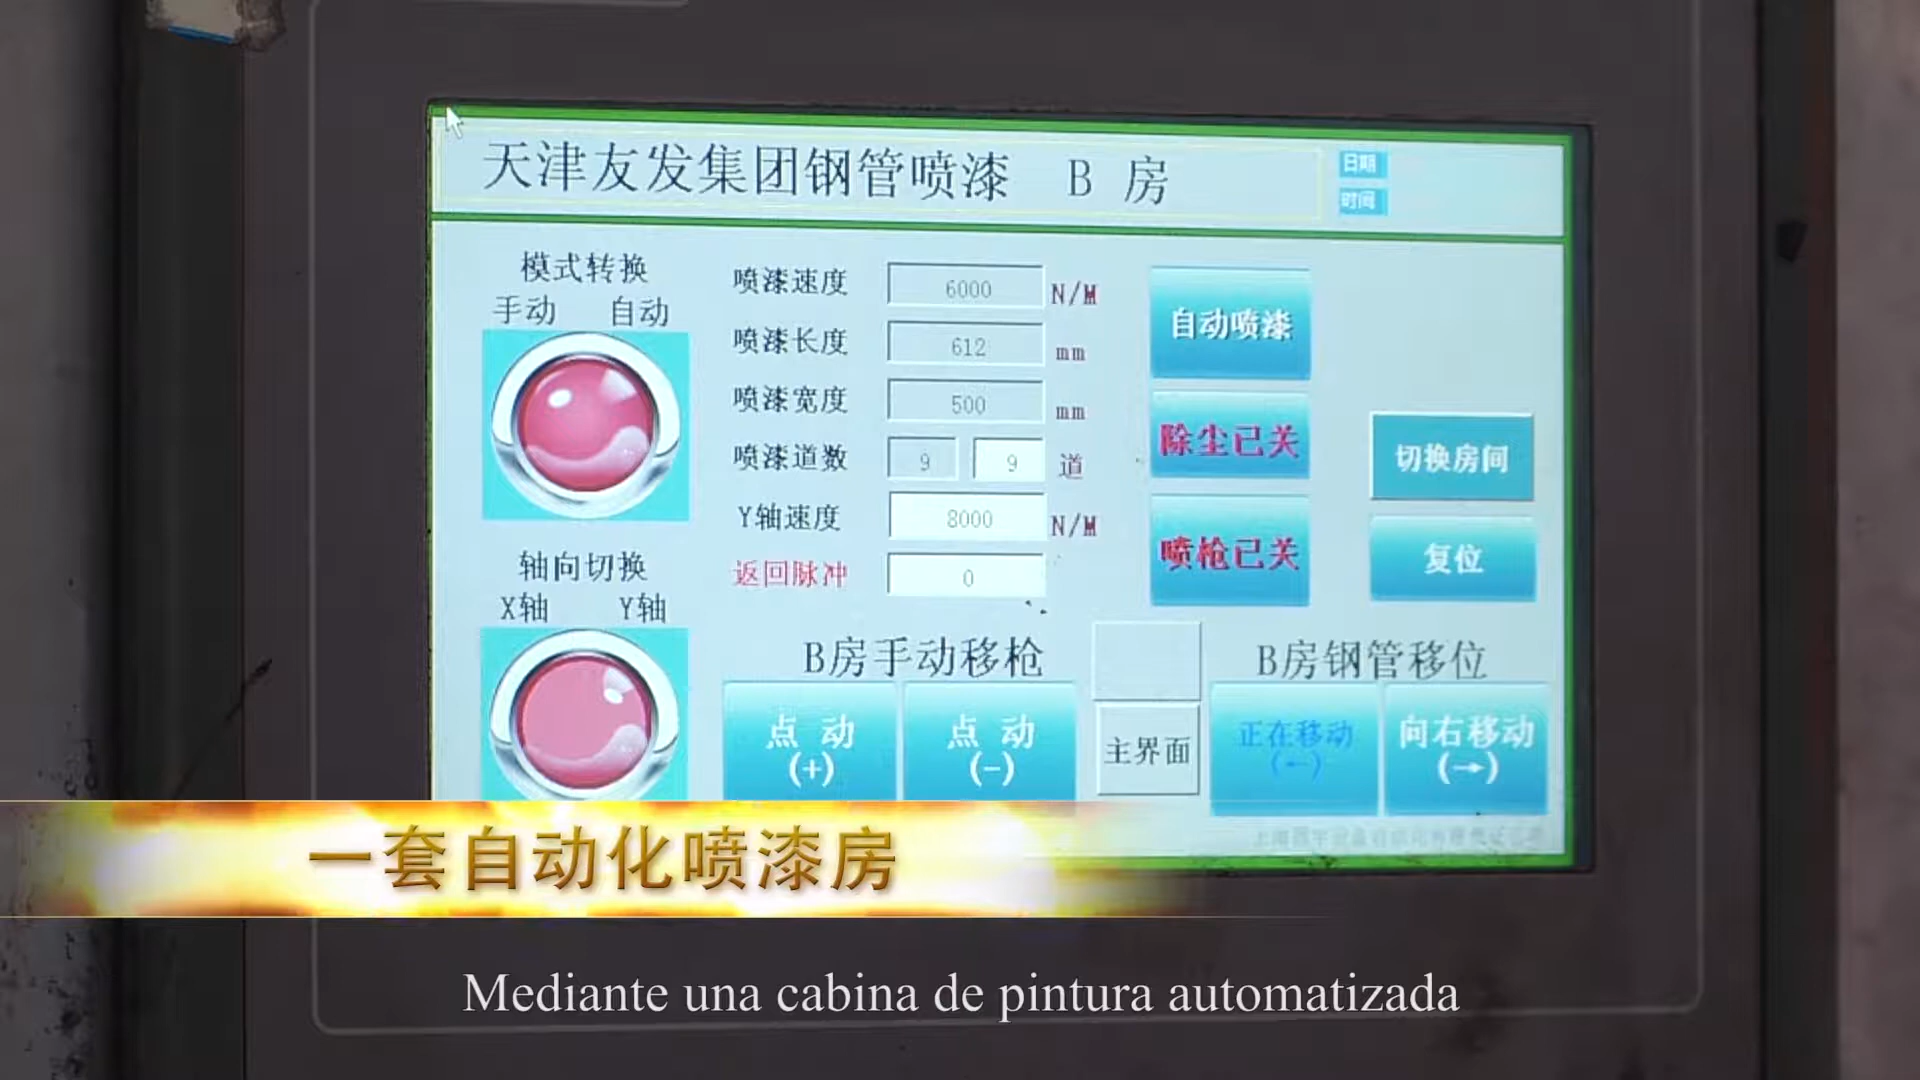 天津友发集团钢管喷漆 B 房
日期
时间
模式转换
手动 自动
喷漆速度 6000 N/M
喷漆长度 612 mm
喷漆宽度 500 mm
喷漆道数 9 9 道
Y轴速度 8000 N/M
返回脉冲 0
自动喷漆
除尘已关
喷枪已关
切换房间
复位
轴向切换
X轴 Y轴
B房手动移枪
点 动
(+)
点 动
(-)
主界面
B房钢管移位
正在移动
(←)
向右移动
(→)
一套自动化喷漆房
Mediante una cabina de pintura automatizada